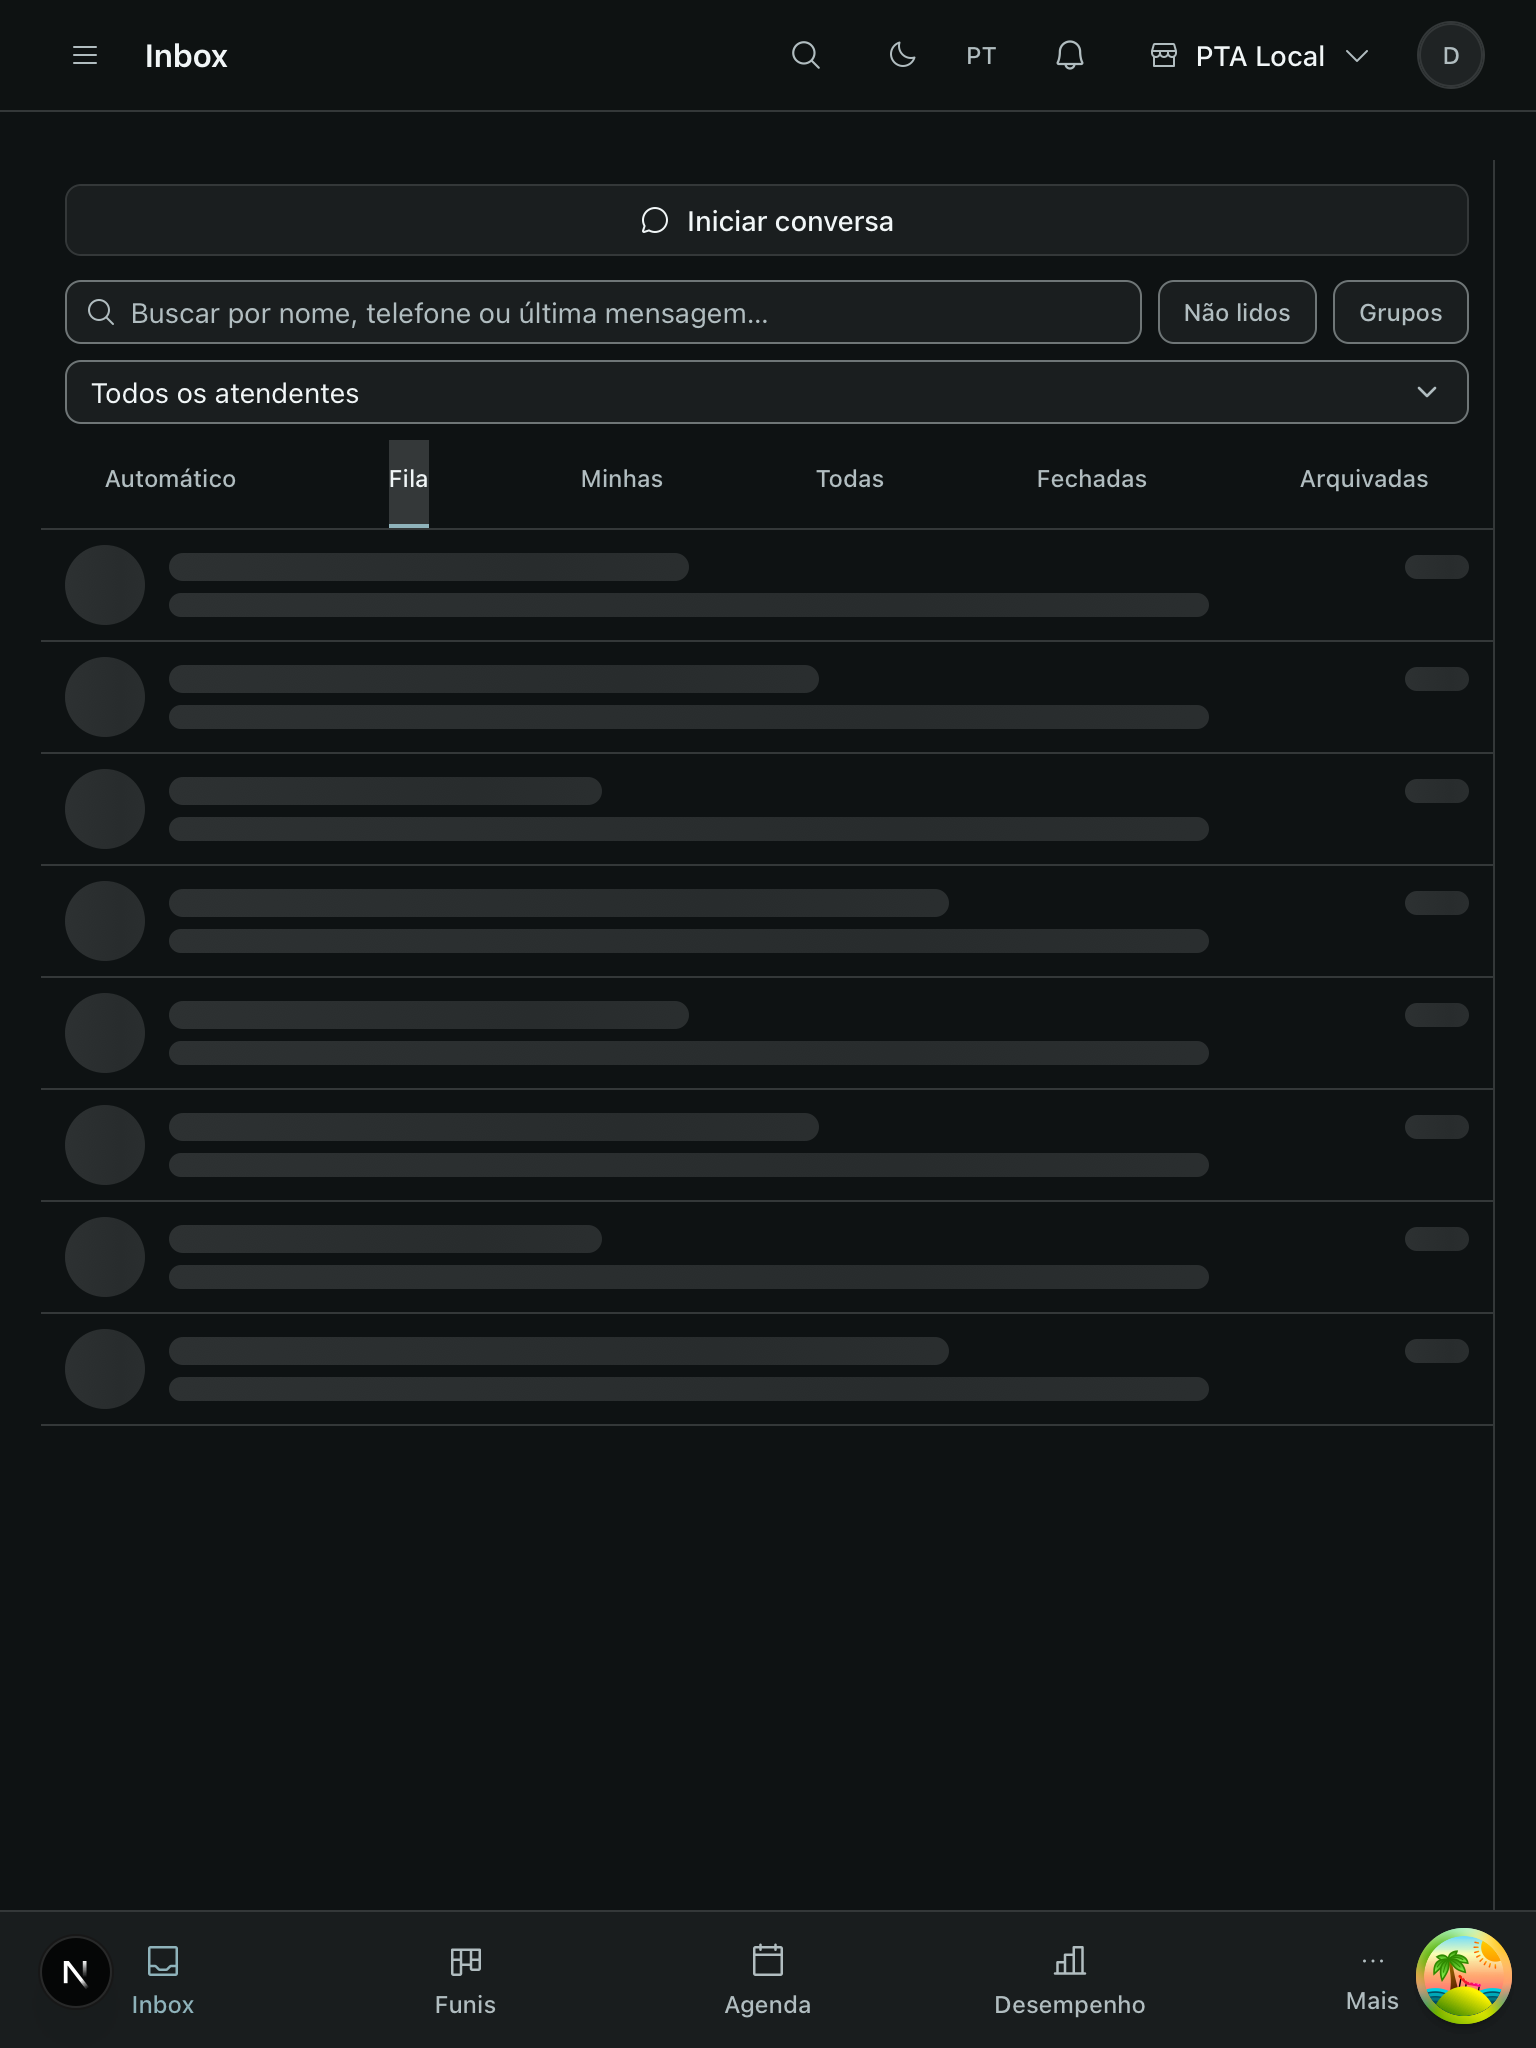 Inbox
PT
PTA Local
D
Iniciar conversa
Buscar por nome, telefone ou última mensagem...
Não lidos
Grupos
Todos os atendentes
Automático
Fila
Minhas
Todas
Fechadas
Arquivadas
N
Inbox
Funis
Agenda
Desempenho
Mais